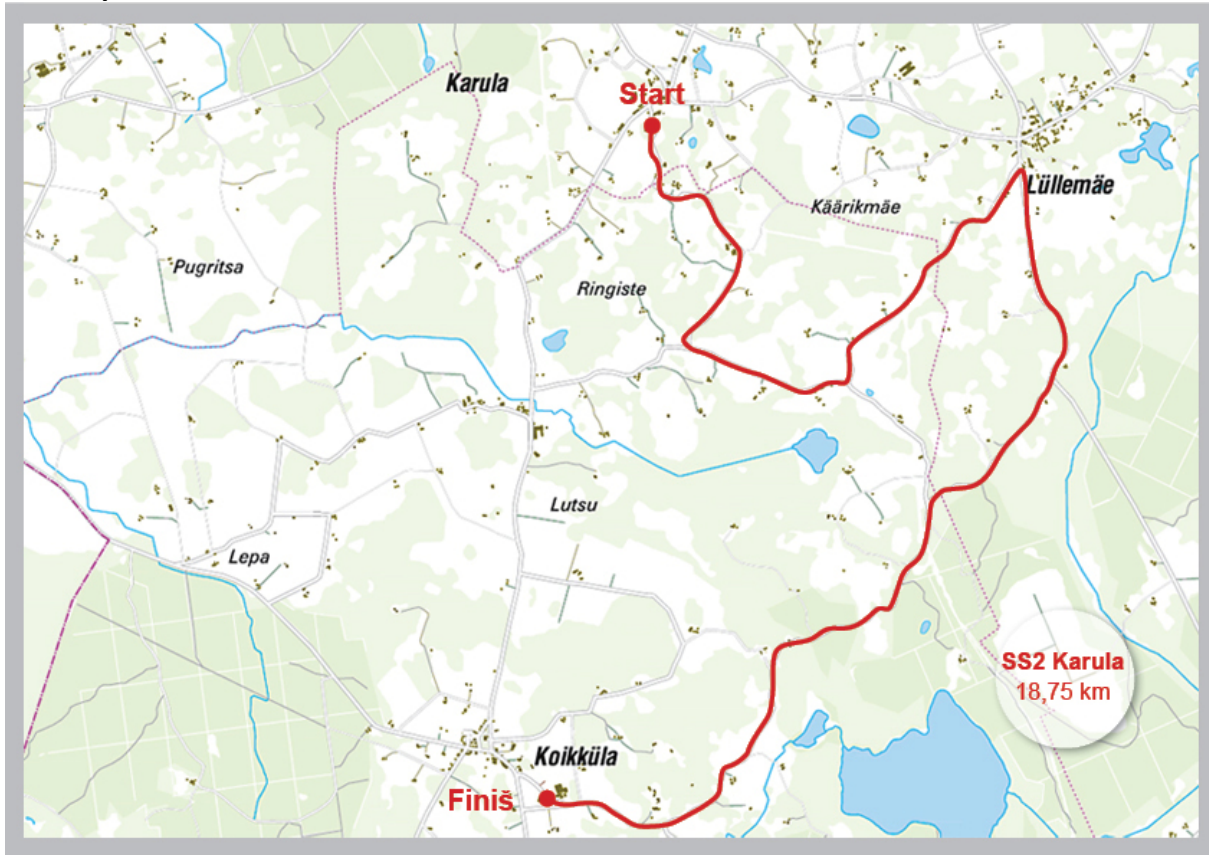 Karula
Start
Lüllemäe
Käärikmäe
Pugritsa
Ringiste
Lutsu
Lepa
SS2 Karula
18,75 km
Koikküla
Finiš